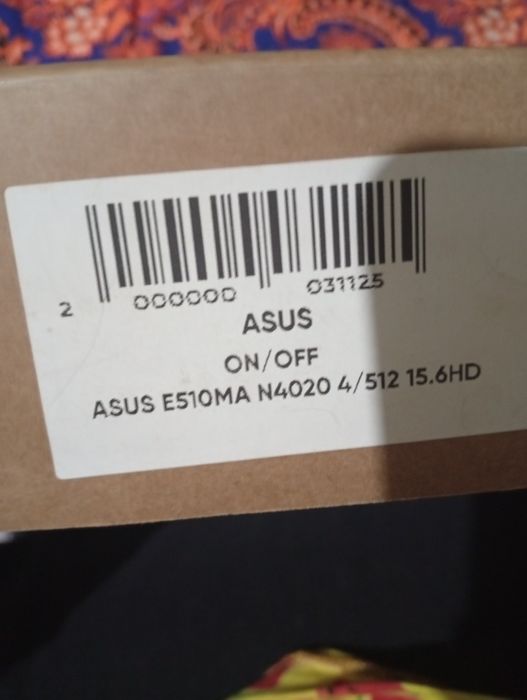 2 000000 031125
ASUS
ON/OFF
ASUS E510MA N4020 4/512 15.6HD